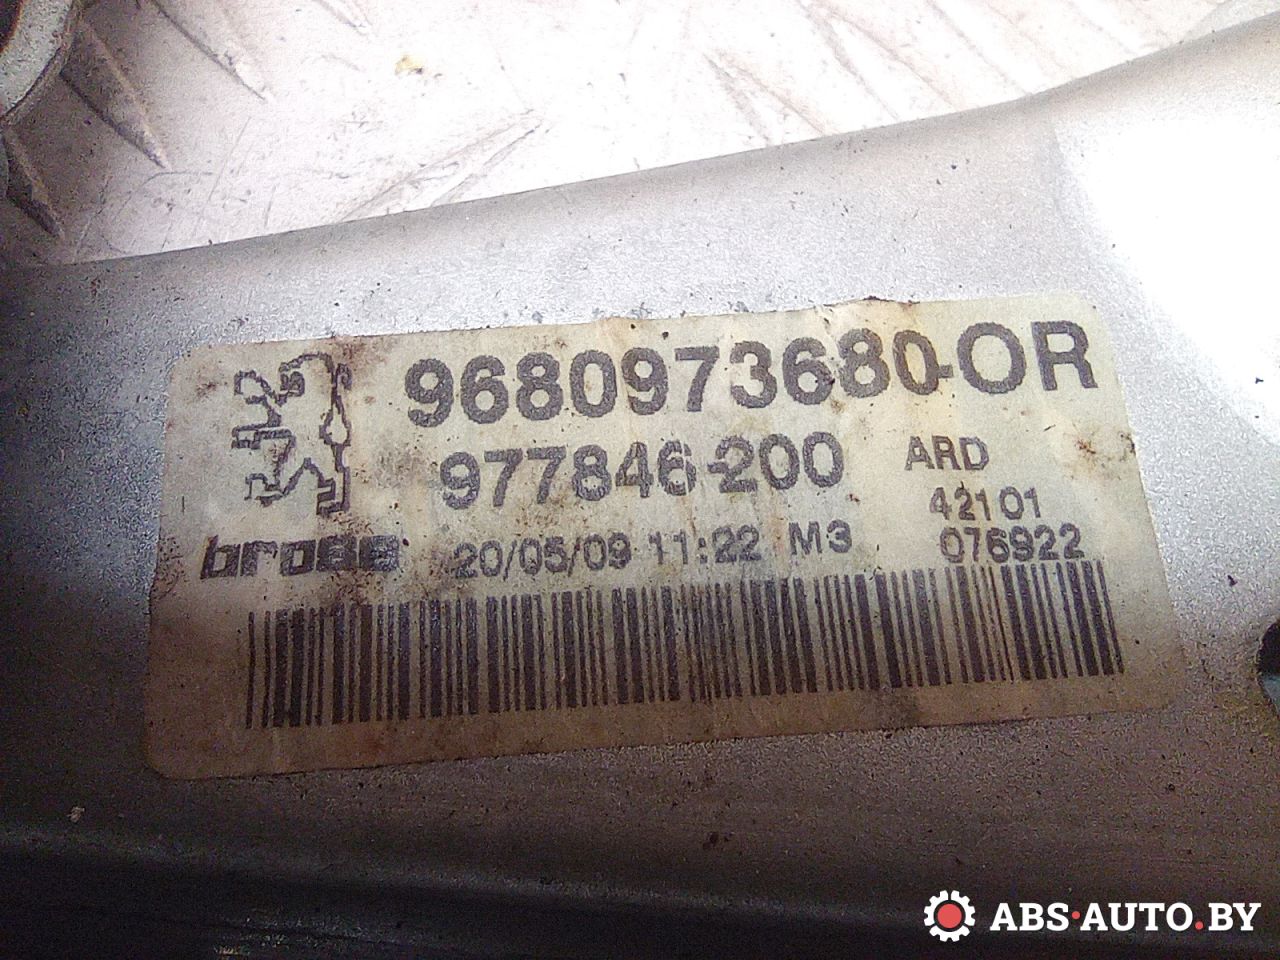 9680973680-OR
977846-200 ARD
42101
brose 20/05/09 11:22 M3 076922
ABS·AUTO.BY